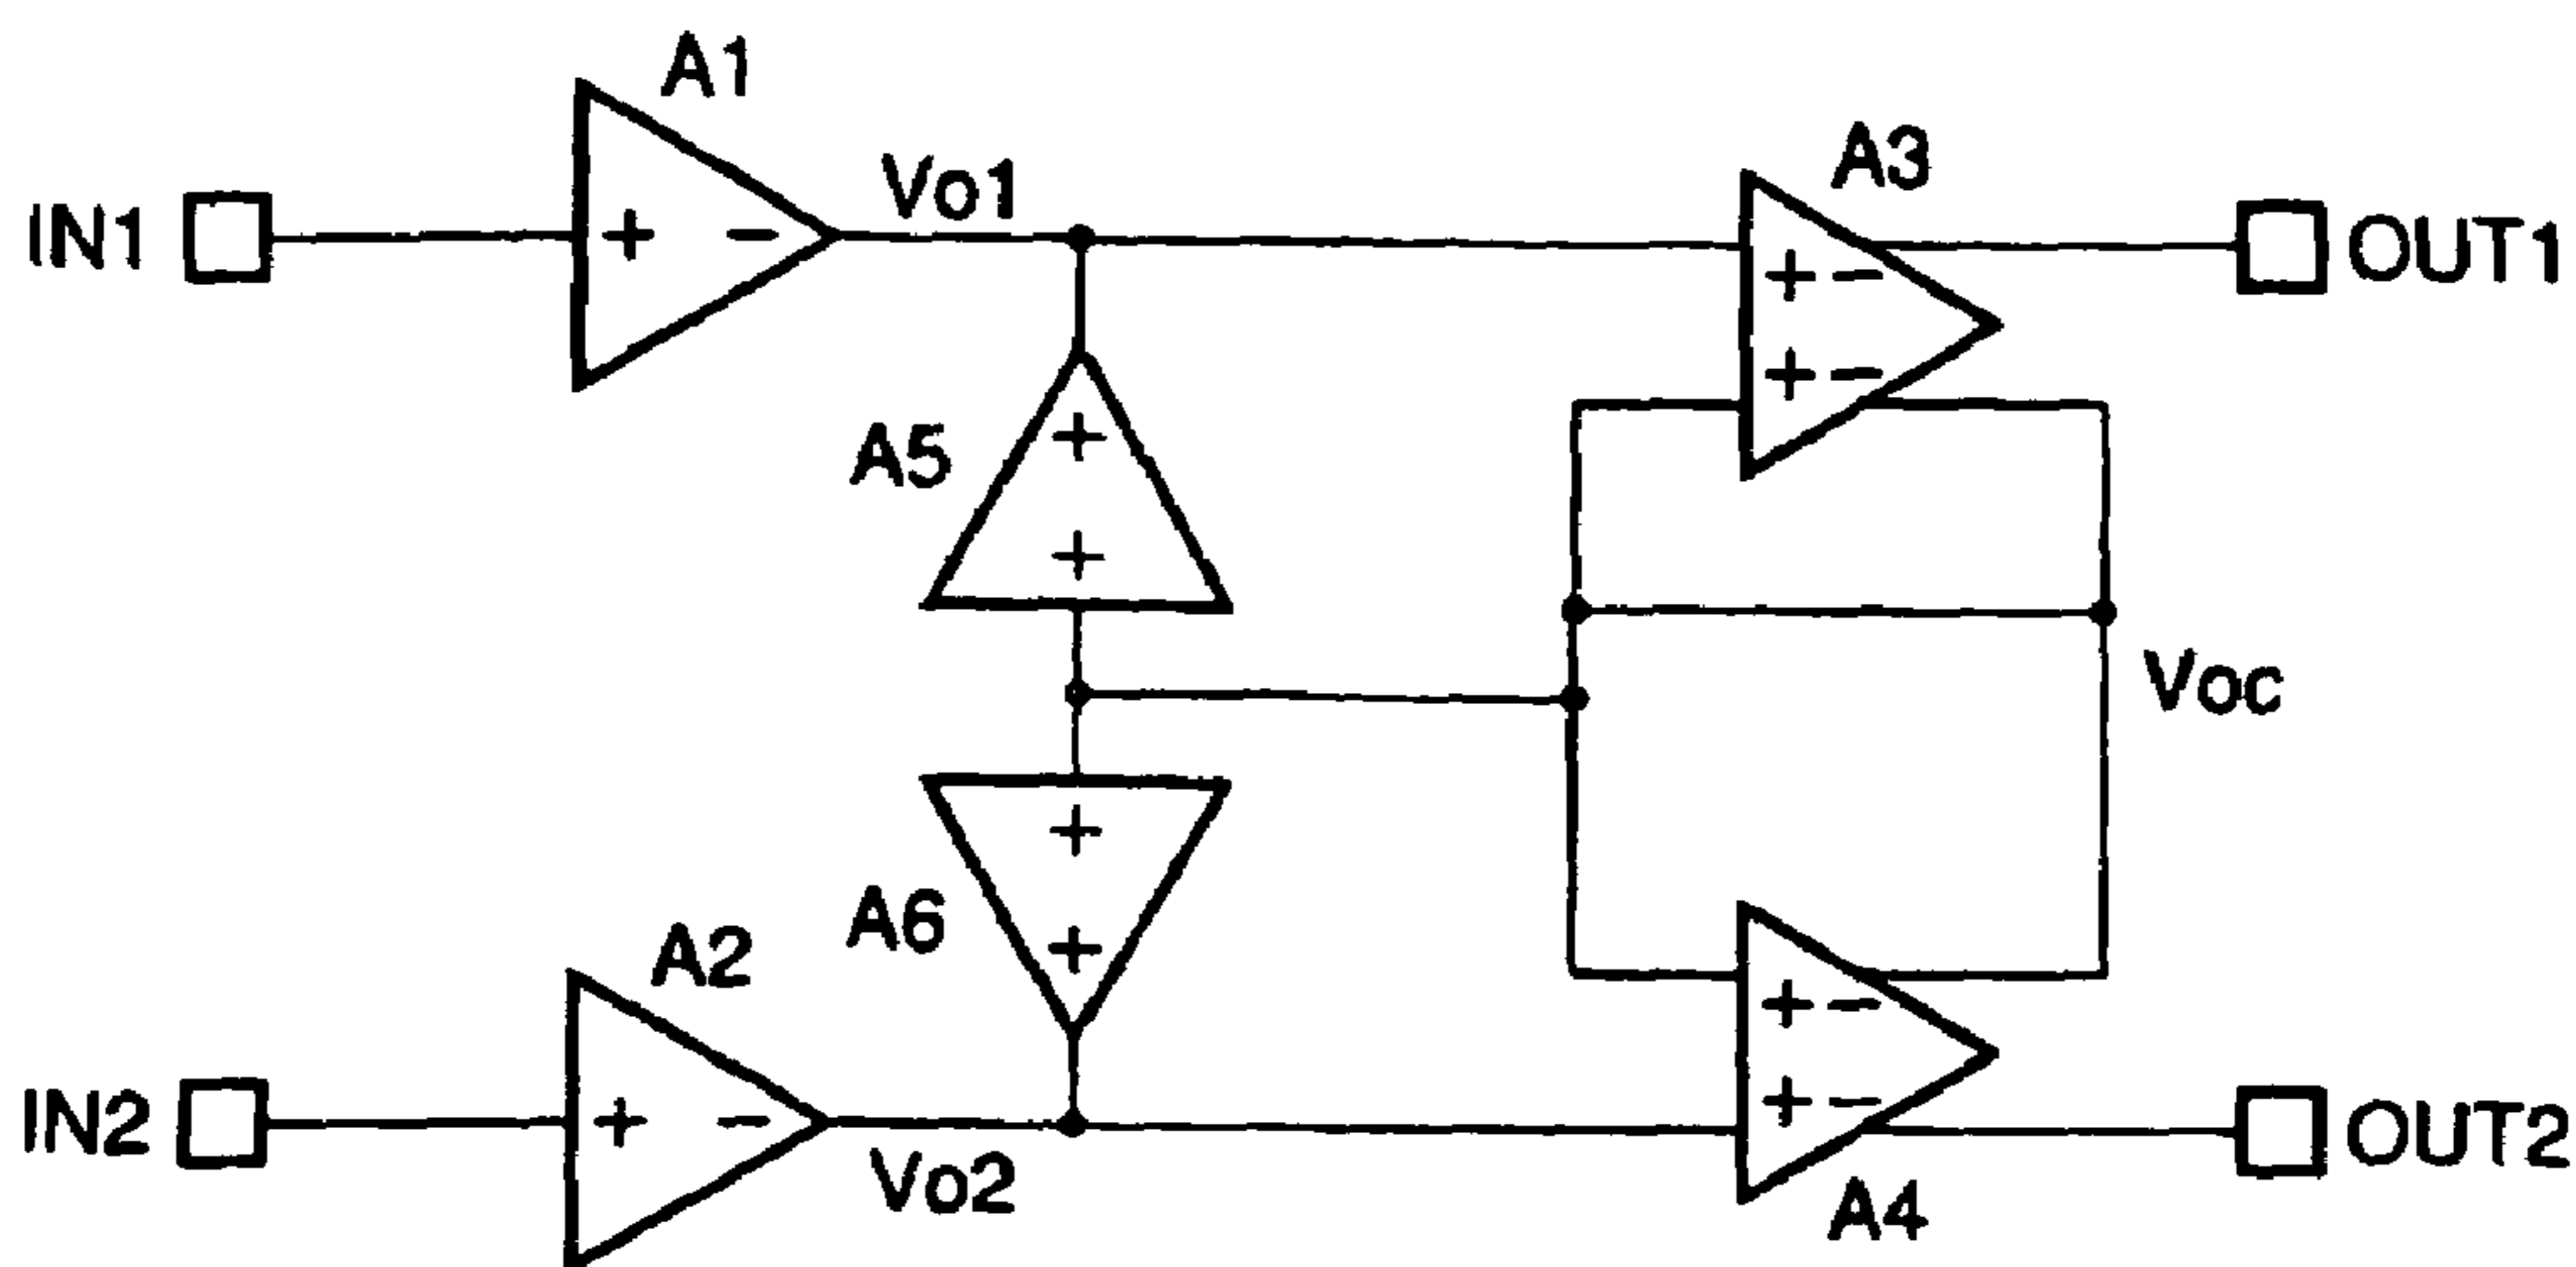 A1
A3
IN1
Vo1
OUT1
+ -
+ -
+ -
A5
+
+
Voc
A6
+
+
A2
+ -
IN2
+ -
+ -
OUT2
Vo2
A4